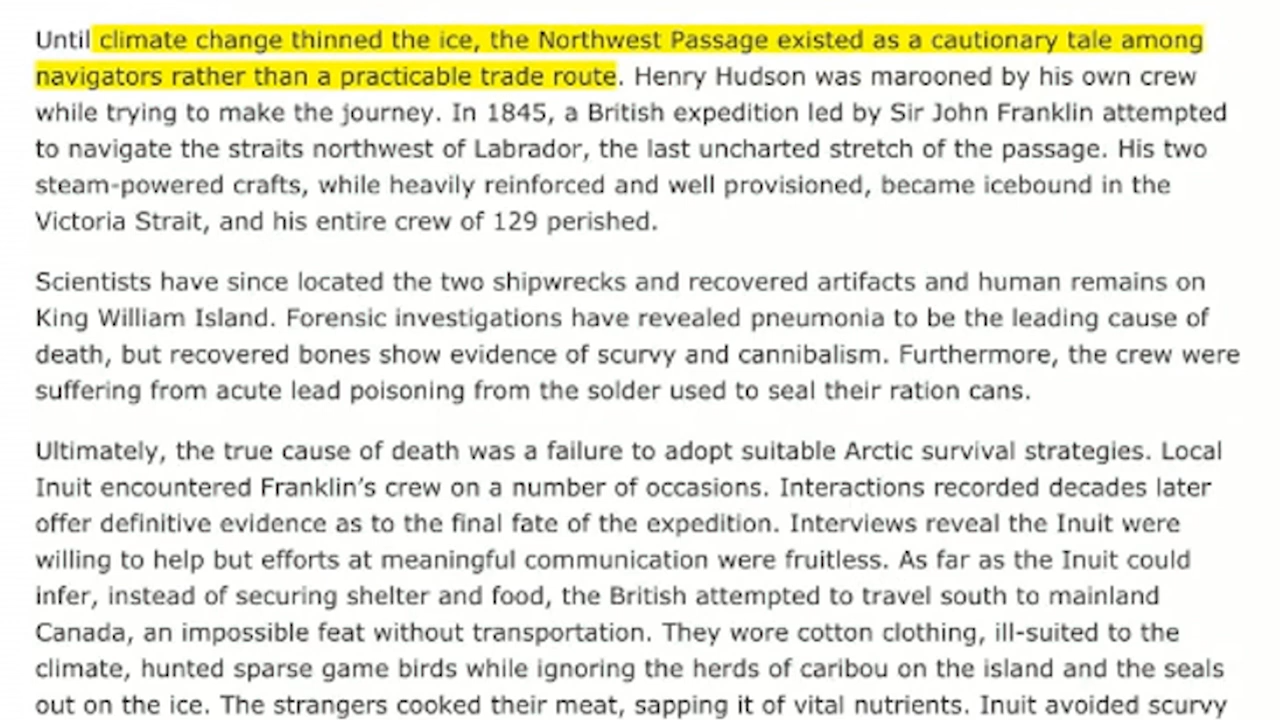 Until climate change thinned the ice, the Northwest Passage existed as a cautionary tale among
navigators rather than a practicable trade route. Henry Hudson was marooned by his own crew
while trying to make the journey. In 1845, a British expedition led by Sir John Franklin attempted
to navigate the straits northwest of Labrador, the last uncharted stretch of the passage. His two
steam-powered crafts, while heavily reinforced and well provisioned, became icebound in the
Victoria Strait, and his entire crew of 129 perished.
Scientists have since located the two shipwrecks and recovered artifacts and human remains on
King William Island. Forensic investigations have revealed pneumonia to be the leading cause of
death, but recovered bones show evidence of scurvy and cannibalism. Furthermore, the crew were
suffering from acute lead poisoning from the solder used to seal their ration cans.
Ultimately, the true cause of death was a failure to adopt suitable Arctic survival strategies. Local
Inuit encountered Franklin's crew on a number of occasions. Interactions recorded decades later
offer definitive evidence as to the final fate of the expedition. Interviews reveal the Inuit were
willing to help but efforts at meaningful communication were fruitless. As far as the Inuit could
infer, instead of securing shelter and food, the British attempted to travel south to mainland
Canada, an impossible feat without transportation. They wore cotton clothing, ill-suited to the
climate, hunted sparse game birds while ignoring the herds of caribou on the island and the seals
out on the ice. The strangers cooked their meat, sapping it of vital nutrients. Inuit avoided scurvy